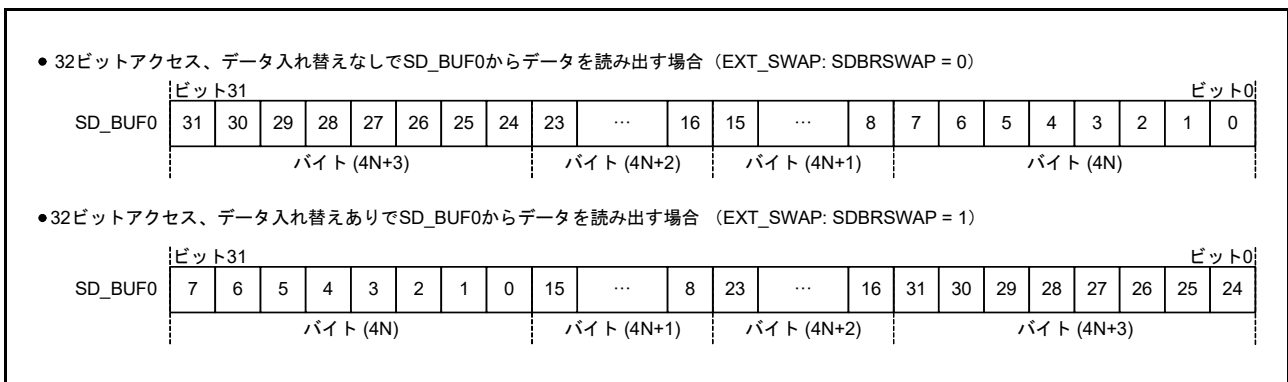 ● 32ビットアクセス、データ入れ替えなしでSD_BUF0からデータを読み出す場合（EXT_SWAP: SDBRSWAP = 0）
ビット31 ビット0
SD_BUF0 31 30 29 28 27 26 25 24 23 … 16 15 … 8 7 6 5 4 3 2 1 0
バイト (4N+3) バイト (4N+2) バイト (4N+1) バイト (4N)
●32ビットアクセス、データ入れ替えありでSD_BUF0からデータを読み出す場合 （EXT_SWAP: SDBRSWAP = 1）
ビット31 ビット0
SD_BUF0 7 6 5 4 3 2 1 0 15 … 8 23 … 16 31 30 29 28 27 26 25 24
バイト (4N) バイト (4N+1) バイト (4N+2) バイト (4N+3)